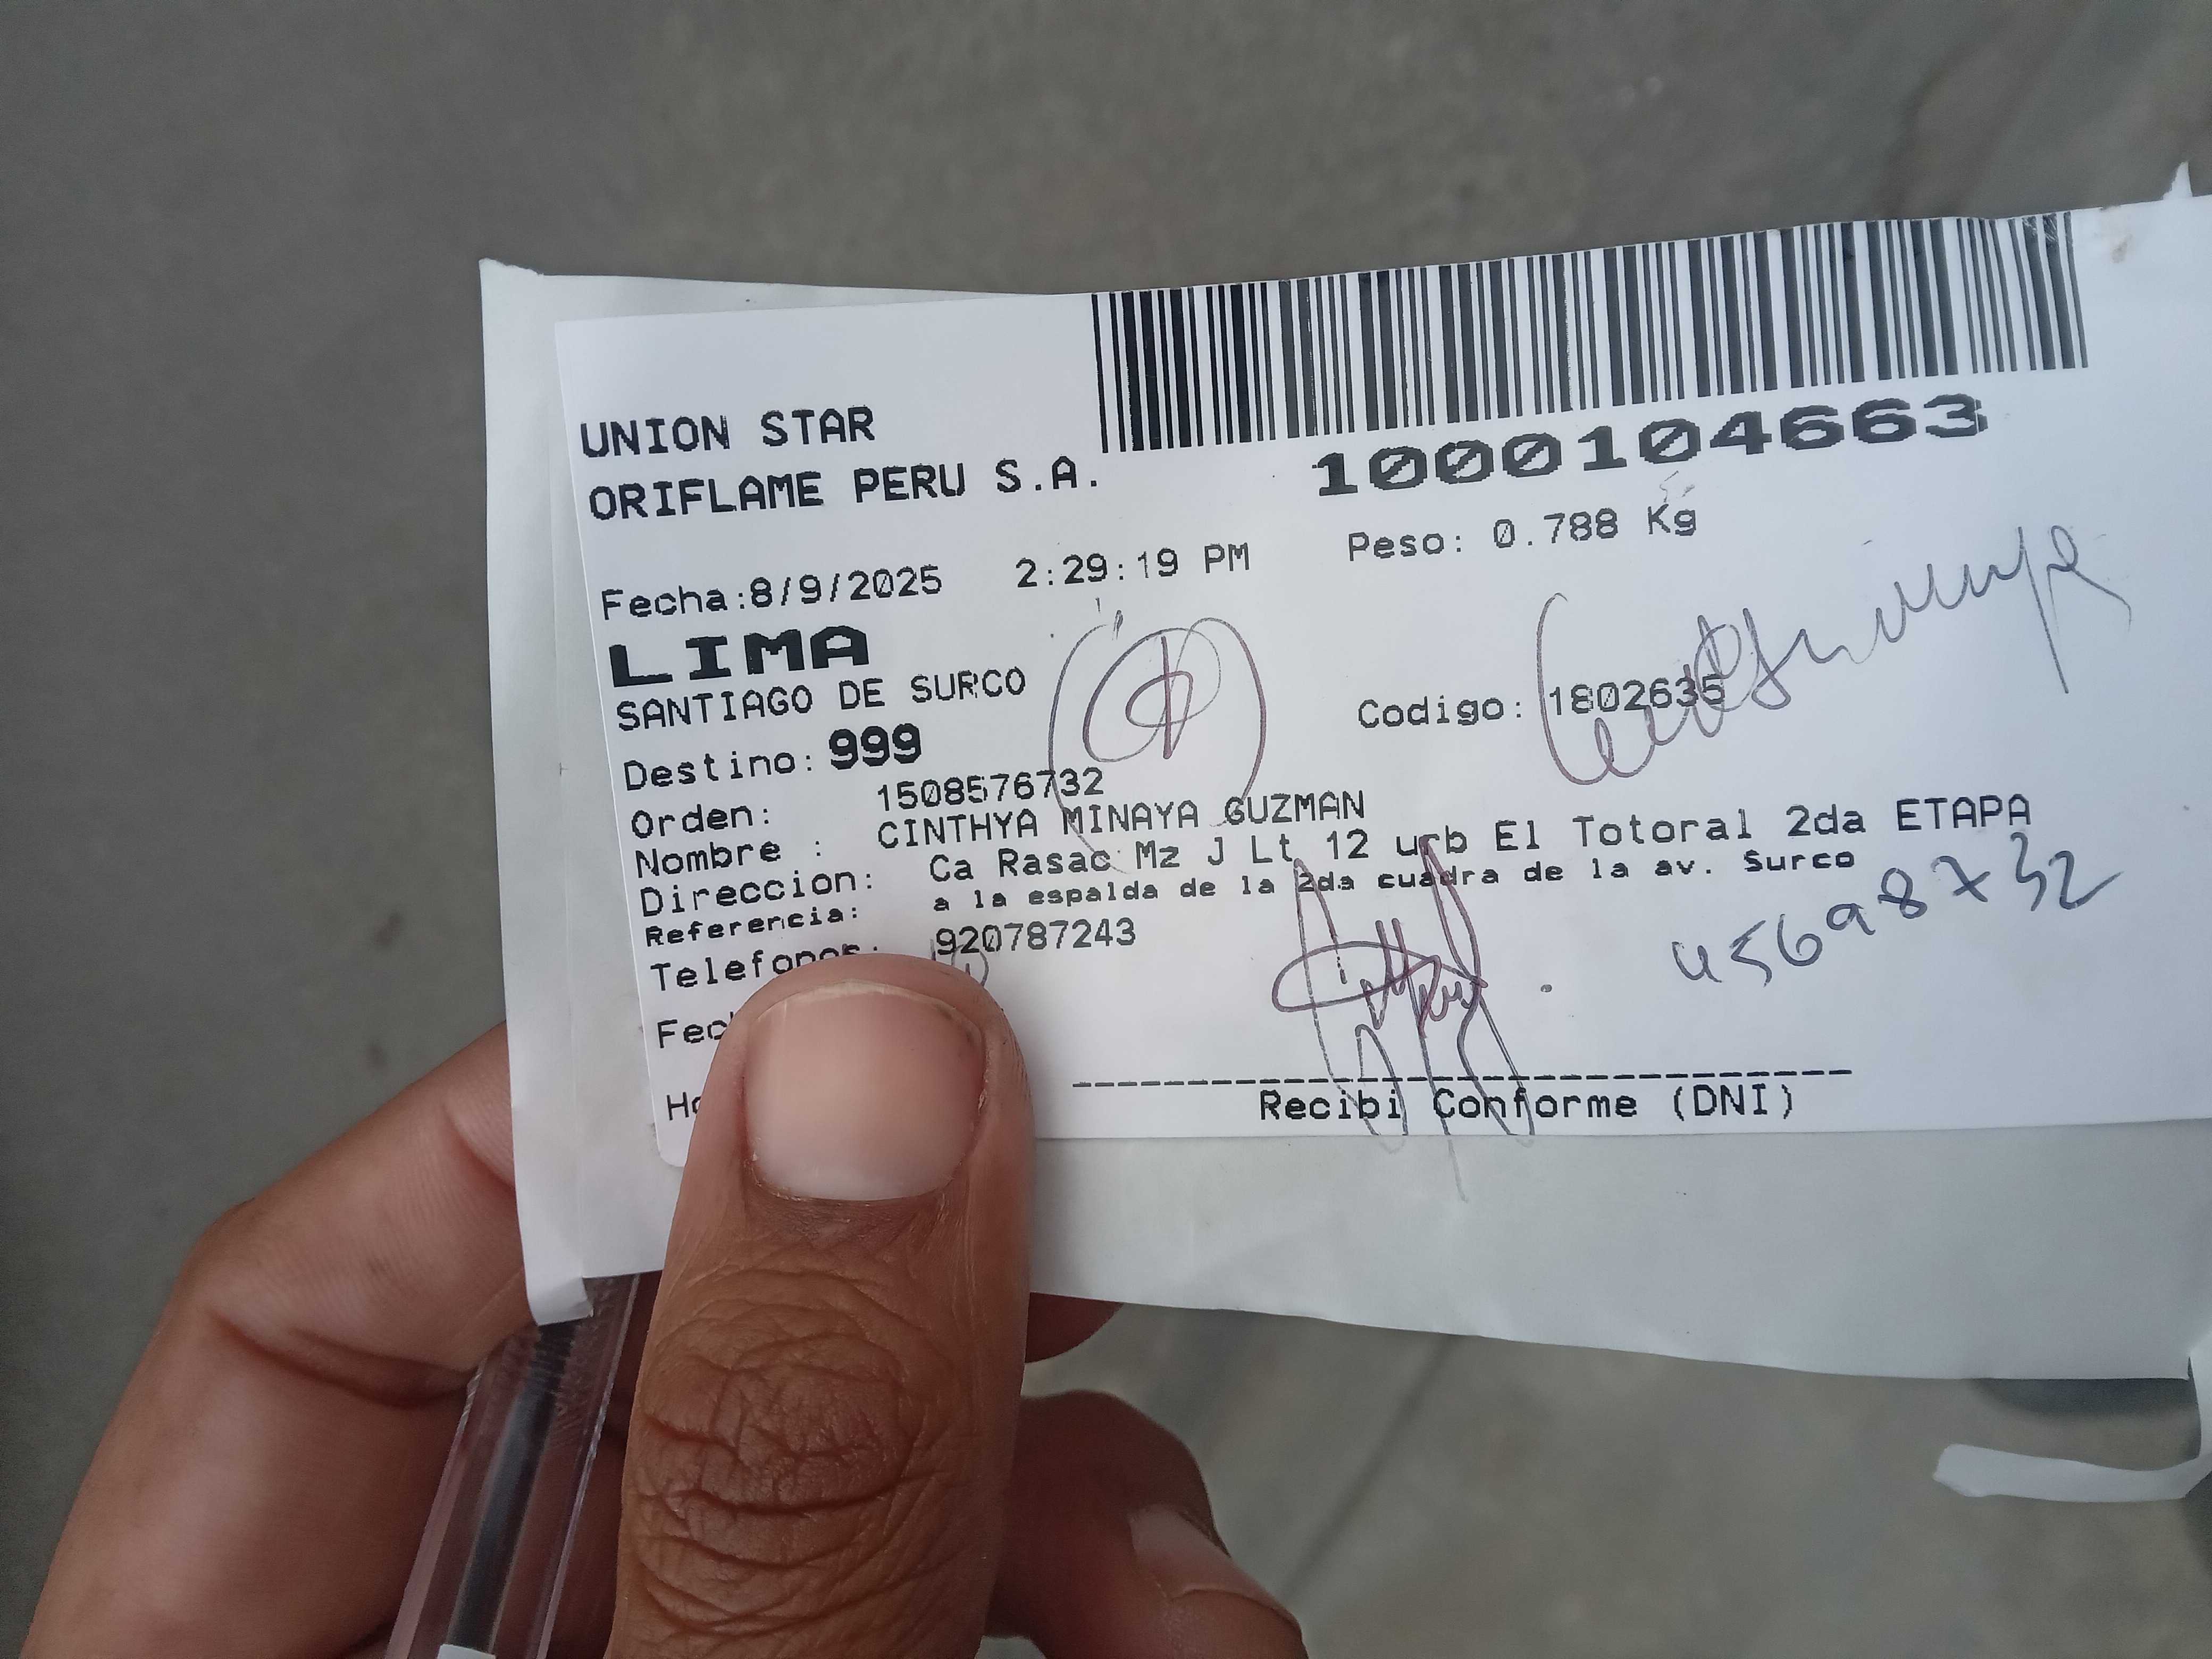 UNION STAR
ORIFLAME PERU S.A.
1000104663
Fecha:8/9/2025 2:29:19 PM Peso: 0.788 Kg
LIMA
SANTIAGO DE SURCO
Destino: 999 Codigo: 1802635
Orden: 1508576732
Nombre : CINTHYA MINAYA GUZMAN
Direccion: Ca Rasac Mz J Lt 12 urb El Totoral 2da ETAPA
Referencia: a la espalda de la 2da cuadra de la av. Surco
Telefonos: 920787243
45698732
Recibi Conforme (DNI)